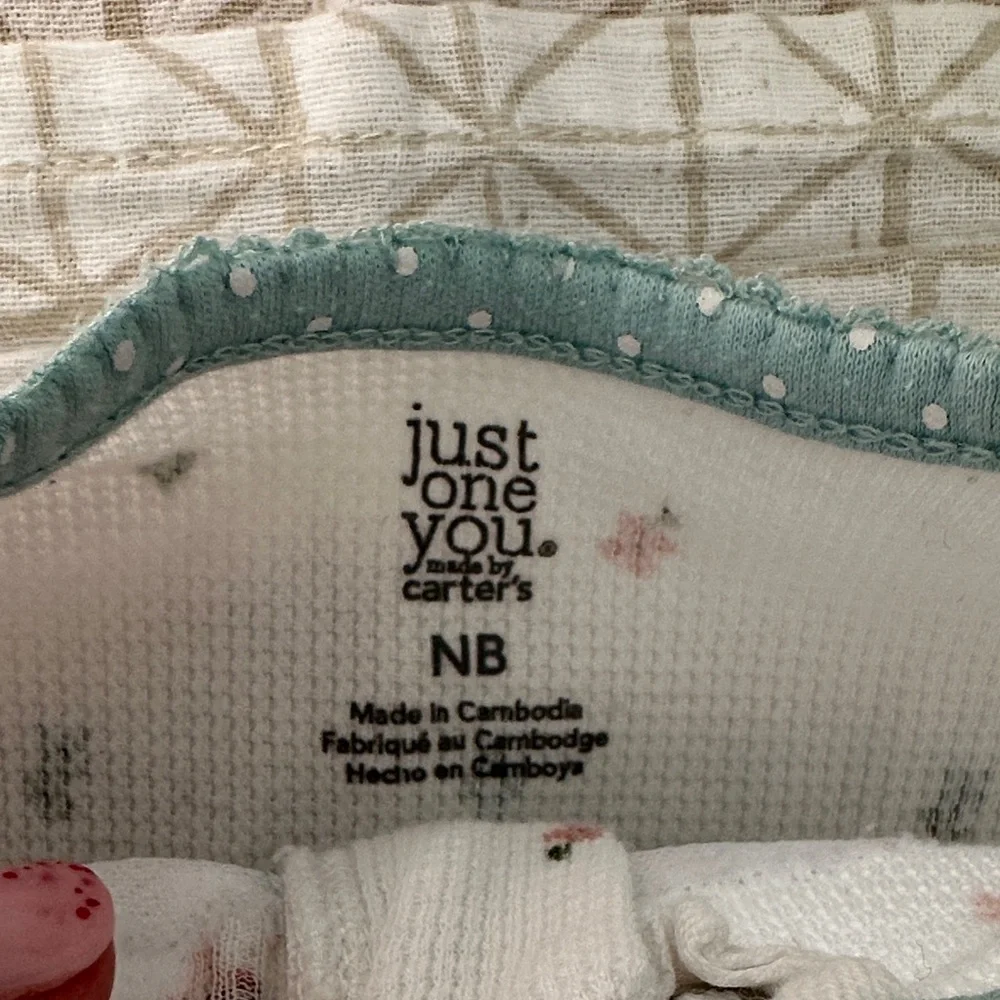 just
one
you®
made by
carter's
NB
Made in Cambodia
Fabriqué au Cambodge
Hecho en Camboya